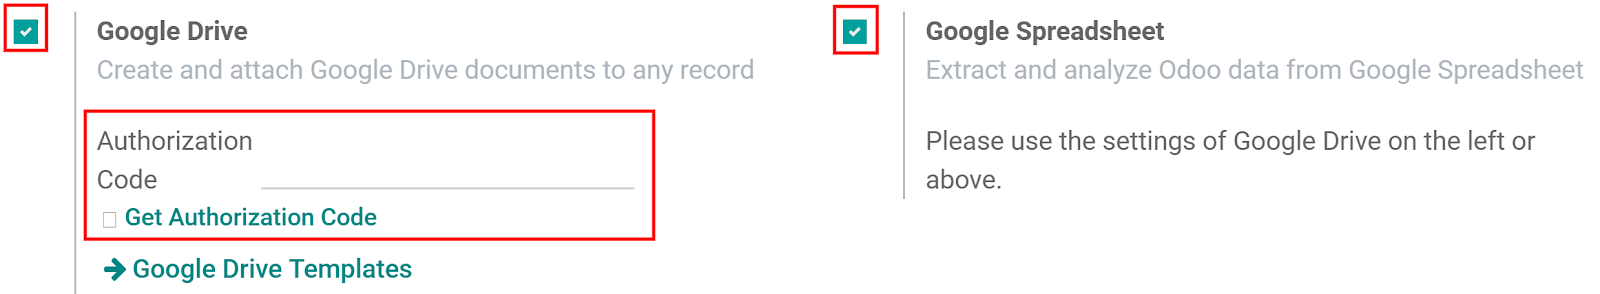 Google Drive
Create and attach Google Drive documents to any record
Authorization
Code
Get Authorization Code
Google Drive Templates
Google Spreadsheet
Extract and analyze Odoo data from Google Spreadsheet
Please use the settings of Google Drive on the left or
above.